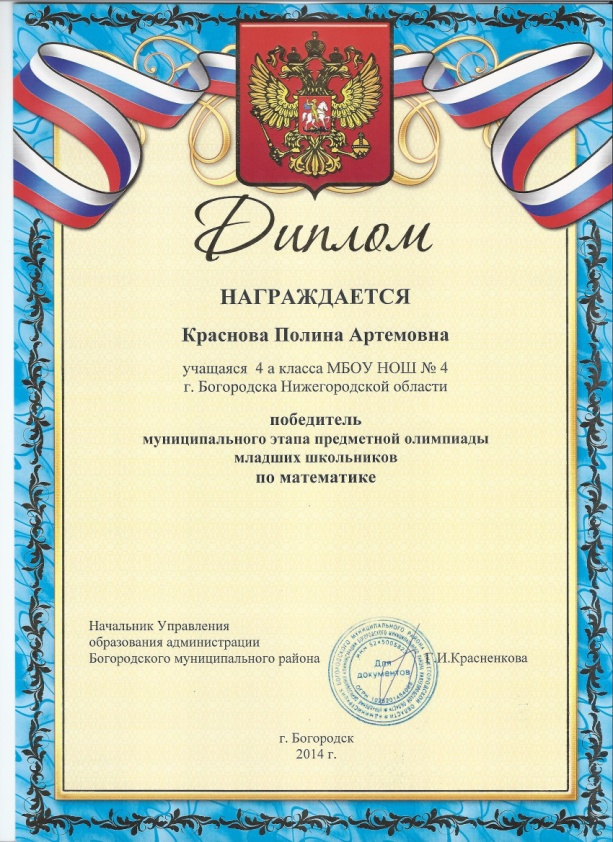 Диплом
НАГРАЖДАЕТСЯ
Краснова Полина Артемовна
учащаяся 4 а класса МБОУ НОШ № 4
г. Богородска Нижегородской области
победитель
муниципального этапа предметной олимпиады
младших школьников
по математике
Начальник Управления
образования администрации
Богородского муниципального района
.И.Красненкова
Для
документов
г. Богородск
2014 г.